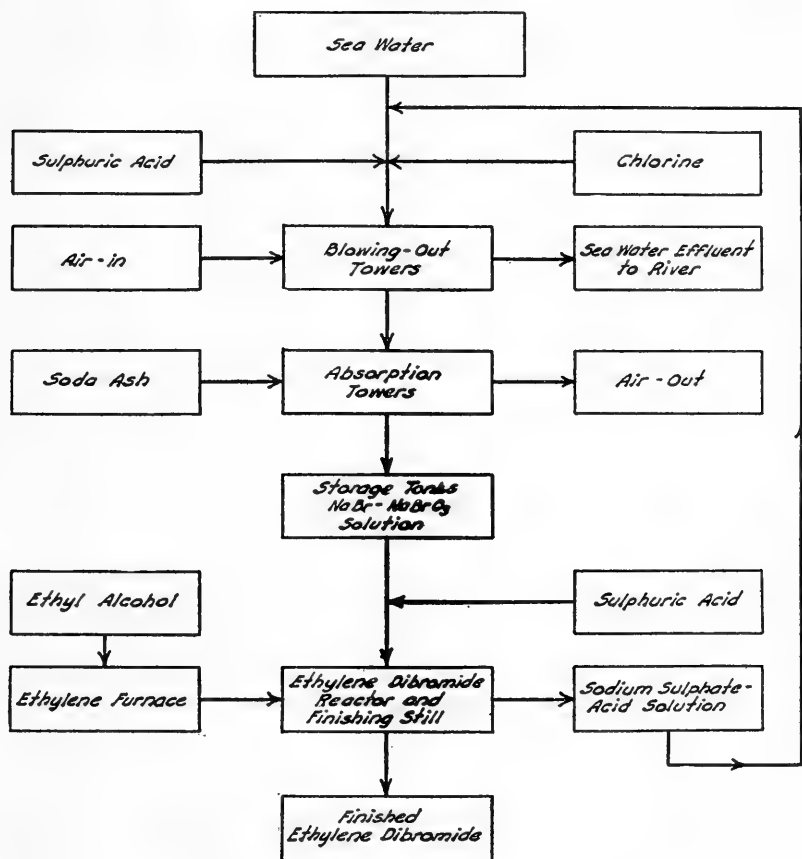 Sea Water
Sulphuric Acid
Chlorine
Air-in
Blowing-Out
Towers
Sea Water Effluent
to River
Soda Ash
Absorption
Towers
Air-Out
Storage Tanks
NaBr-NaBrO₃
Solution
Ethyl Alcohol
Sulphuric Acid
Ethylene Furnace
Ethylene Dibromide
Reactor and
Finishing Still
Sodium Sulphate-
Acid Solution
Finished
Ethylene Dibromide